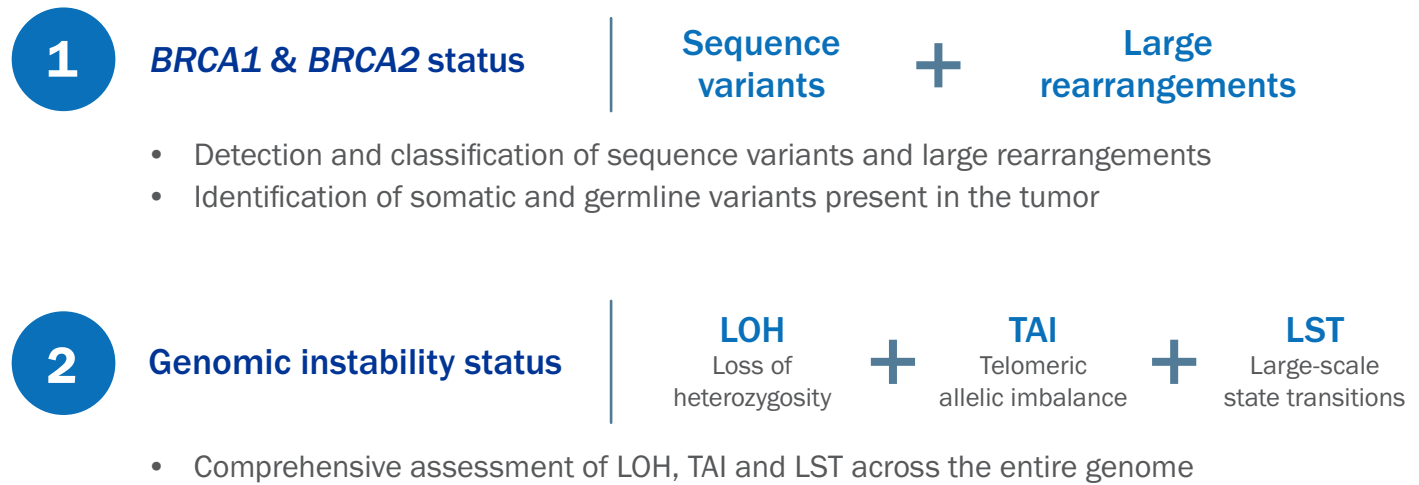 1
BRCA1 & BRCA2 status
Sequence
variants
+
Large
rearrangements
• Detection and classification of sequence variants and large rearrangements
• Identification of somatic and germline variants present in the tumor
2
Genomic instability status
LOH
Loss of
heterozygosity
+
TAI
Telomeric
allelic imbalance
+
LST
Large-scale
state transitions
• Comprehensive assessment of LOH, TAI and LST across the entire genome